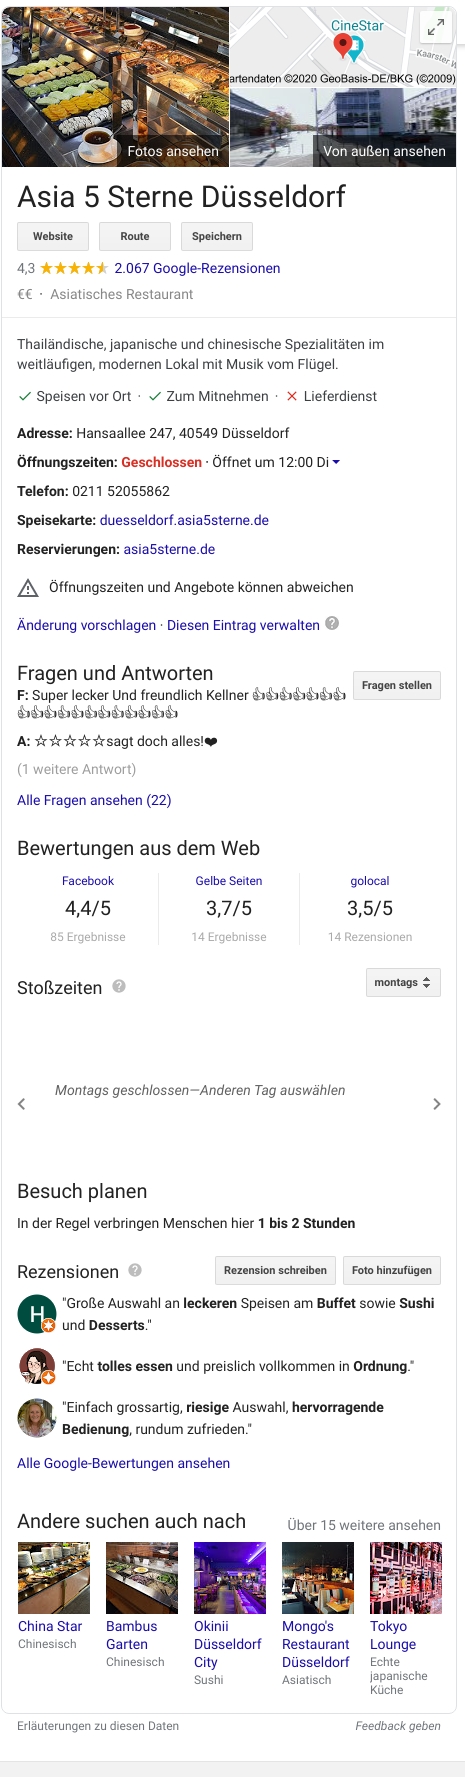 CineStar
Kaarster W
artendaten ©2020 GeoBasis-DE/BKG (©2009)
Fotos ansehen
Von außen ansehen
Asia 5 Sterne Düsseldorf
Website Route Speichern
4,3 ★★★★★ 2.067 Google-Rezensionen
€€ · Asiatisches Restaurant
Thailändische, japanische und chinesische Spezialitäten im
weitläufigen, modernen Lokal mit Musik vom Flügel.
✓ Speisen vor Ort · ✓ Zum Mitnehmen · ✕ Lieferdienst
Adresse: Hansaallee 247, 40549 Düsseldorf
Öffnungszeiten: Geschlossen · Öffnet um 12:00 Di
Telefon: 0211 52055862
Speisekarte: duesseldorf.asia5sterne.de
Reservierungen: asia5sterne.de
Öffnungszeiten und Angebote können abweichen
Änderung vorschlagen · Diesen Eintrag verwalten ?
Fragen und Antworten
Fragen stellen
F: Super lecker Und freundlich Kellner 👍👍👍👍👍👍👍
👍👍👍👍👍👍👍👍👍👍👍👍
A: ☆☆☆☆☆sagt doch alles!❤
(1 weitere Antwort)
Alle Fragen ansehen (22)
Bewertungen aus dem Web
Facebook Gelbe Seiten golocal
4,4/5 3,7/5 3,5/5
85 Ergebnisse 14 Ergebnisse 14 Rezensionen
Stoßzeiten ? montags
Montags geschlossen—Anderen Tag auswählen
Besuch planen
In der Regel verbringen Menschen hier 1 bis 2 Stunden
Rezensionen ? Rezension schreiben Foto hinzufügen
H
"Große Auswahl an leckeren Speisen am Buffet sowie Sushi
und Desserts."
"Echt tolles essen und preislich vollkommen in Ordnung."
"Einfach grossartig, riesige Auswahl, hervorragende
Bedienung, rundum zufrieden."
Alle Google-Bewertungen ansehen
Andere suchen auch nach Über 15 weitere ansehen
China Star
Chinesisch
Bambus
Garten
Chinesisch
Okinii
Düsseldorf
City
Sushi
Mongo's
Restaurant
Düsseldorf
Asiatisch
Tokyo
Lounge
Echte
japanische
Küche
Erläuterungen zu diesen Daten Feedback geben